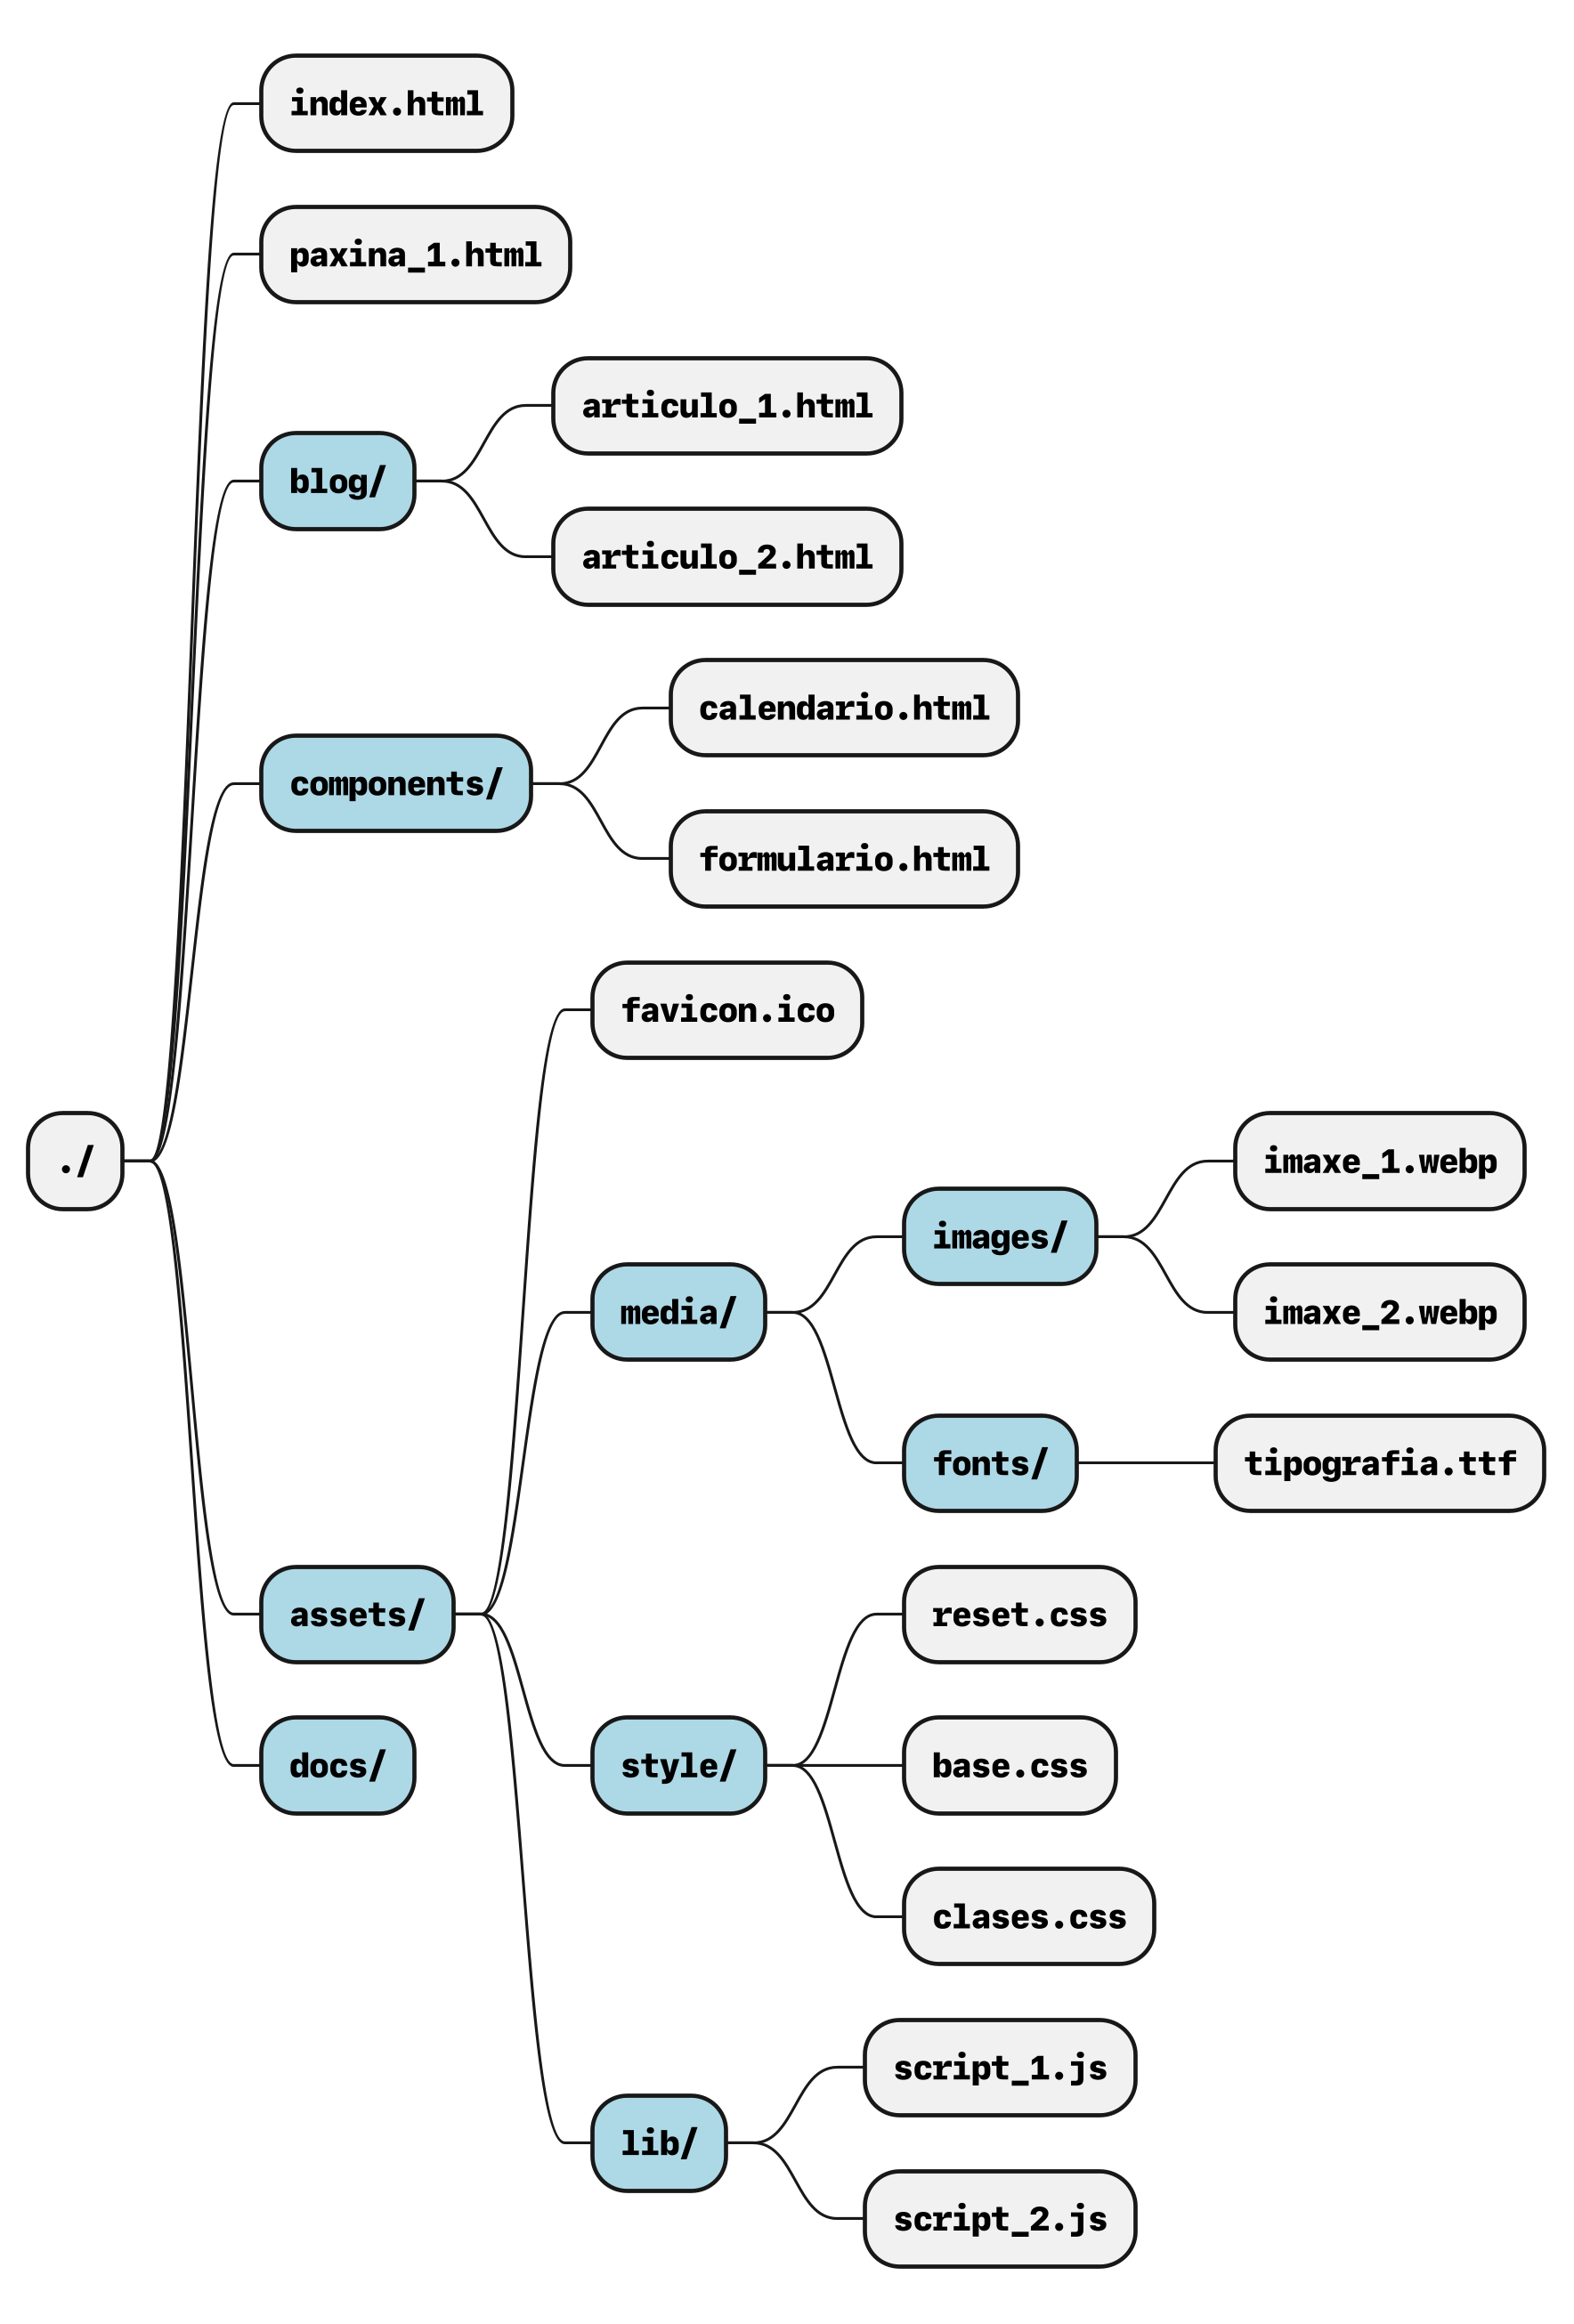 index.html
paxina_1.html
blog/
articulo_1.html
articulo_2.html
components/
calendario.html
formulario.html
./
assets/
favicon.ico
media/
images/
imaxe_1.webp
imaxe_2.webp
fonts/
tipografia.ttf
style/
reset.css
base.css
clases.css
lib/
script_1.js
script_2.js
docs/